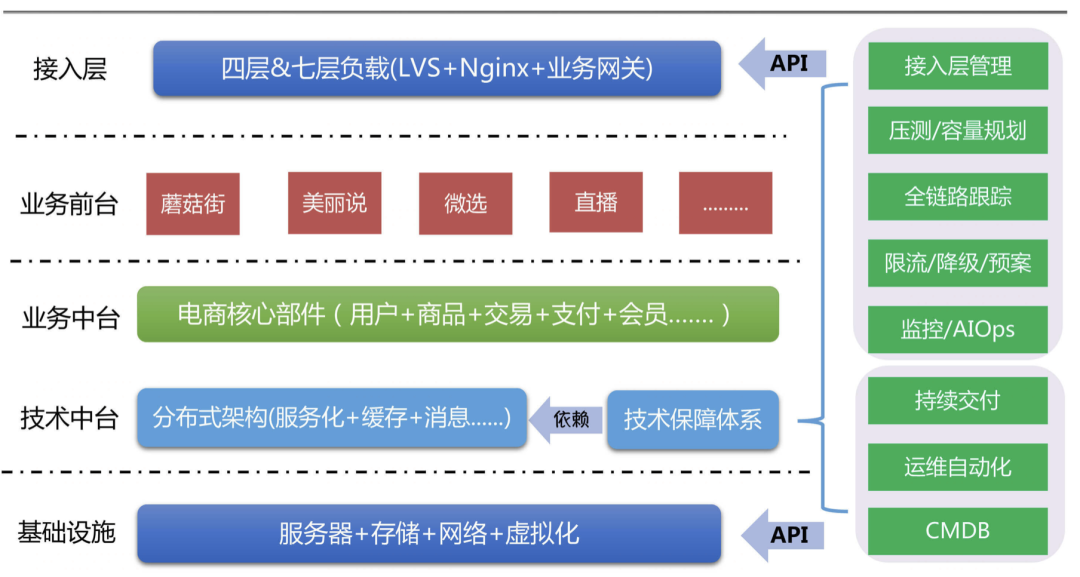 接入层
四层&七层负载(LVS+Nginx+业务网关)
API
业务前台
蘑菇街
美丽说
微选
直播
.........
业务中台
电商核心部件（用户+商品+交易+支付+会员.......）
技术中台
分布式架构(服务化+缓存+消息......)
依赖
技术保障体系
基础设施
服务器+存储+网络+虚拟化
API
接入层管理
压测/容量规划
全链路跟踪
限流/降级/预案
监控/AIOps
持续交付
运维自动化
CMDB